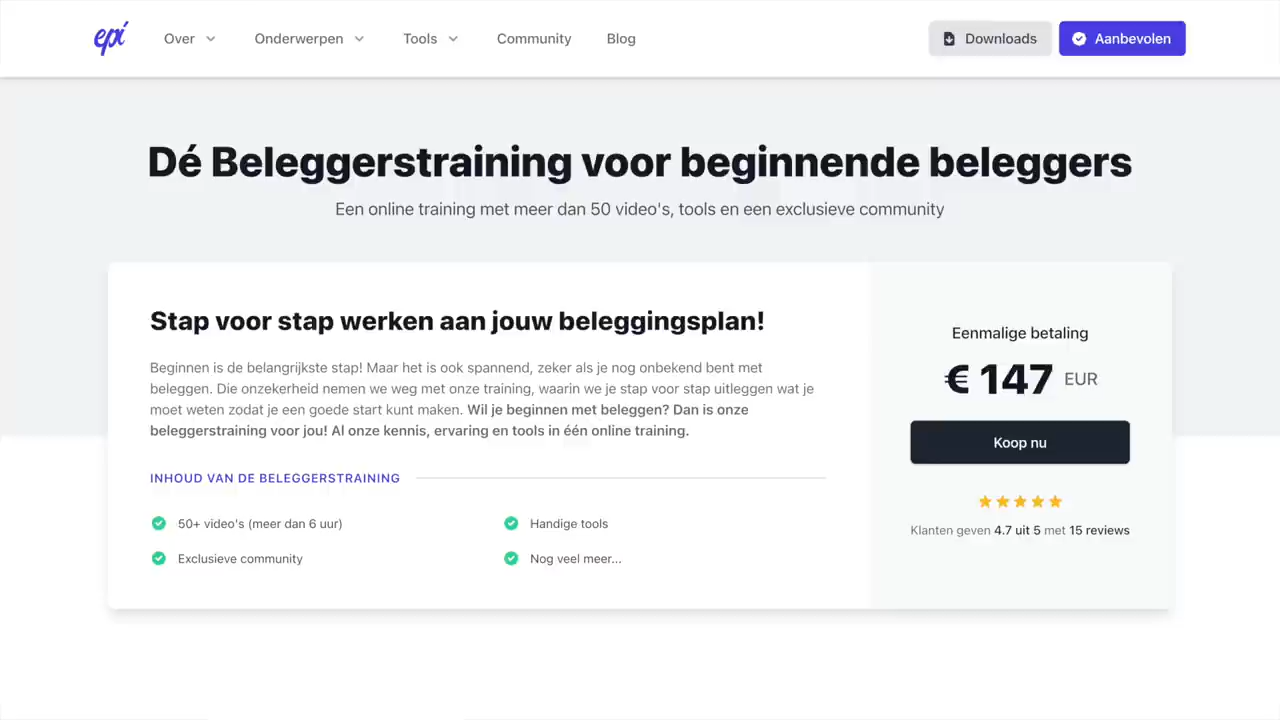 epi Over Onderwerpen Tools Community Blog Downloads Aanbevolen
Dé Beleggerstraining voor beginnende beleggers
Een online training met meer dan 50 video's, tools en een exclusieve community
Stap voor stap werken aan jouw beleggingsplan!
Beginnen is de belangrijkste stap! Maar het is ook spannend, zeker als je nog onbekend bent met
beleggen. Die onzekerheid nemen we weg met onze training, waarin we je stap voor stap uitleggen wat je
moet weten zodat je een goede start kunt maken. Wil je beginnen met beleggen? Dan is onze
beleggerstraining voor jou! Al onze kennis, ervaring en tools in één online training.
INHOUD VAN DE BELEGGERSTRAINING
50+ video's (meer dan 6 uur)
Handige tools
Exclusieve community
Nog veel meer...
Eenmalige betaling
€ 147 EUR
Koop nu
Klanten geven 4.7 uit 5 met 15 reviews